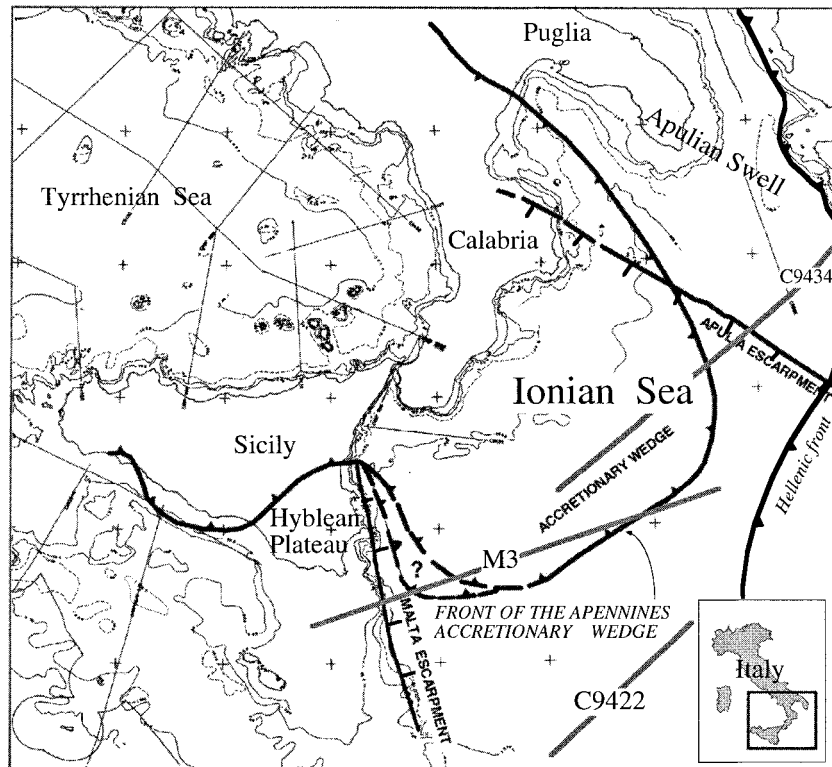 Puglia
Apulian Swell
Tyrrhenian Sea
Calabria
C9434
APULIA ESCARPMENT
Ionian Sea
Hellenic front
Sicily
ACCRETIONARY WEDGE
Hyblean
Plateau
?
M3
MALTA ESCARPMENT
FRONT OF THE APENNINES
ACCRETIONARY WEDGE
C9422
Italy